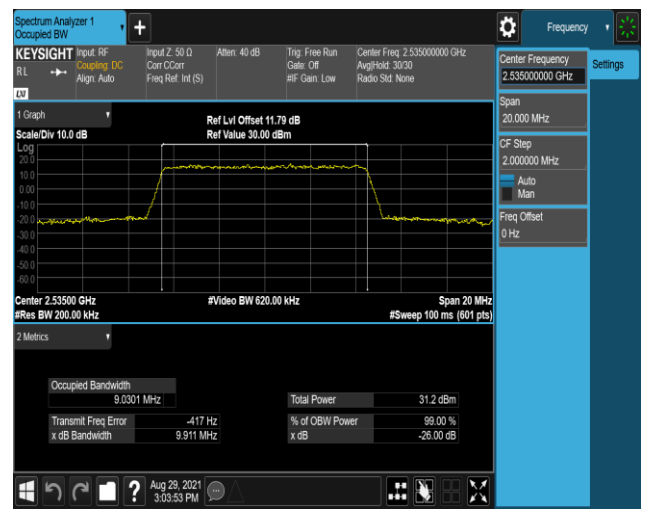 Spectrum Analyzer 1
Occupied BW
Frequency
KEYSIGHT Input: RF Input Z: 50 Ω Atten: 40 dB Trig: Free Run Center Freq: 2.535000000 GHz
RL Coupling: DC Corr CCorr Gate: Off Avg|Hold: 30/30
Align: Auto Freq Ref: Int (S) #IF Gain: Low Radio Std: None
LXI
Center Frequency
2.535000000 GHz
Settings
Span
20.000 MHz
CF Step
2.000000 MHz
Auto
Man
Freq Offset
0 Hz
1 Graph
Ref Lvl Offset 11.79 dB
Scale/Div 10.0 dB Ref Value 30.00 dBm
Log
20.0
10.0
0.00
-10.0
-20.0
-30.0
-40.0
-50.0
-60.0
Center 2.53500 GHz #Video BW 620.00 kHz Span 20 MHz
#Res BW 200.00 kHz #Sweep 100 ms (601 pts)
2 Metrics
Occupied Bandwidth
9.0301 MHz Total Power 31.2 dBm
Transmit Freq Error -417 Hz % of OBW Power 99.00 %
x dB Bandwidth 9.911 MHz x dB -26.00 dB
Aug 29, 2021
3:03:53 PM